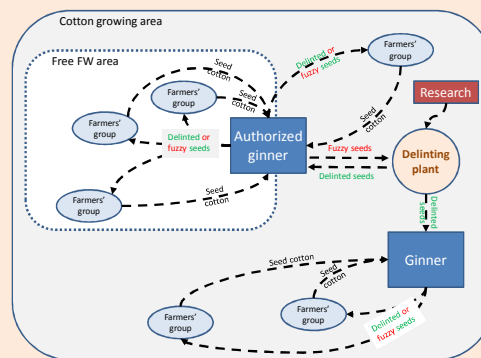 Cotton growing area
Free FW area
Farmers'
group
Farmers'
group
Farmers'
group
Farmers'
group
Seed
cotton
Seed
cotton
Seed
cotton
Seed
cotton
Delinted or
fuzzy seeds
Delinted or
fuzzy seeds
Authorized
ginner
Research
Fuzzy seeds
Delinted seeds
Delinting
plant
Delinted
seeds
Ginner
Seed cotton
Seed
cotton
Farmers'
group
Farmers'
group
Delinted or
fuzzy seeds